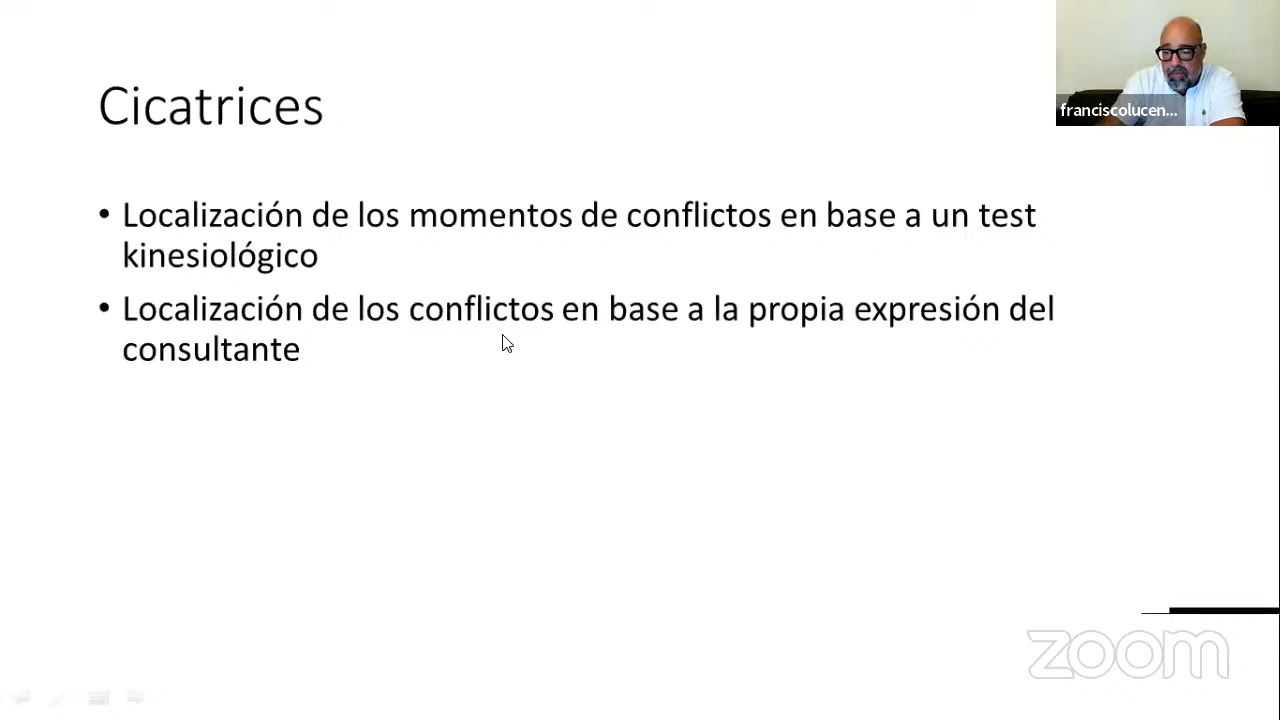 franciscolucen...
Cicatrices
• Localización de los momentos de conflictos en base a un test
kinesiológico
• Localización de los conflictos en base a la propia expresión del
consultante
zoom